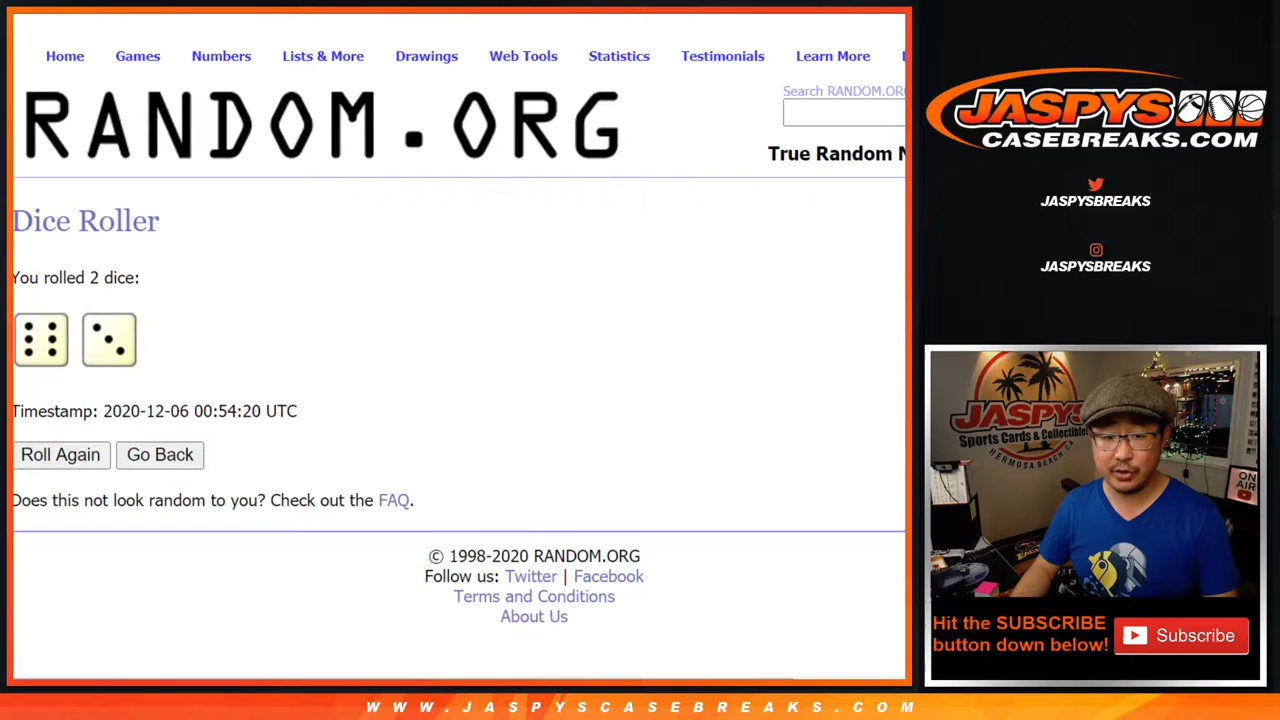 Home Games Numbers Lists & More Drawings Web Tools Statistics Testimonials Learn More
Search RANDOM.OR
RANDOM.ORG
True Random N
Dice Roller
You rolled 2 dice:
Timestamp: 2020-12-06 00:54:20 UTC
Roll Again Go Back
Does this not look random to you? Check out the FAQ.
© 1998-2020 RANDOM.ORG
Follow us: Twitter | Facebook
Terms and Conditions
About Us
JASPYS
CASEBREAKS.COM
JASPYSBREAKS
JASPYSBREAKS
JASPYS
Sports Cards & Collectibles
HERMOSA BEACH, CA
ON
AIR
Hit the SUBSCRIBE
button down below!
Subscribe
WWW.JASPYSCASEBREAKS.COM